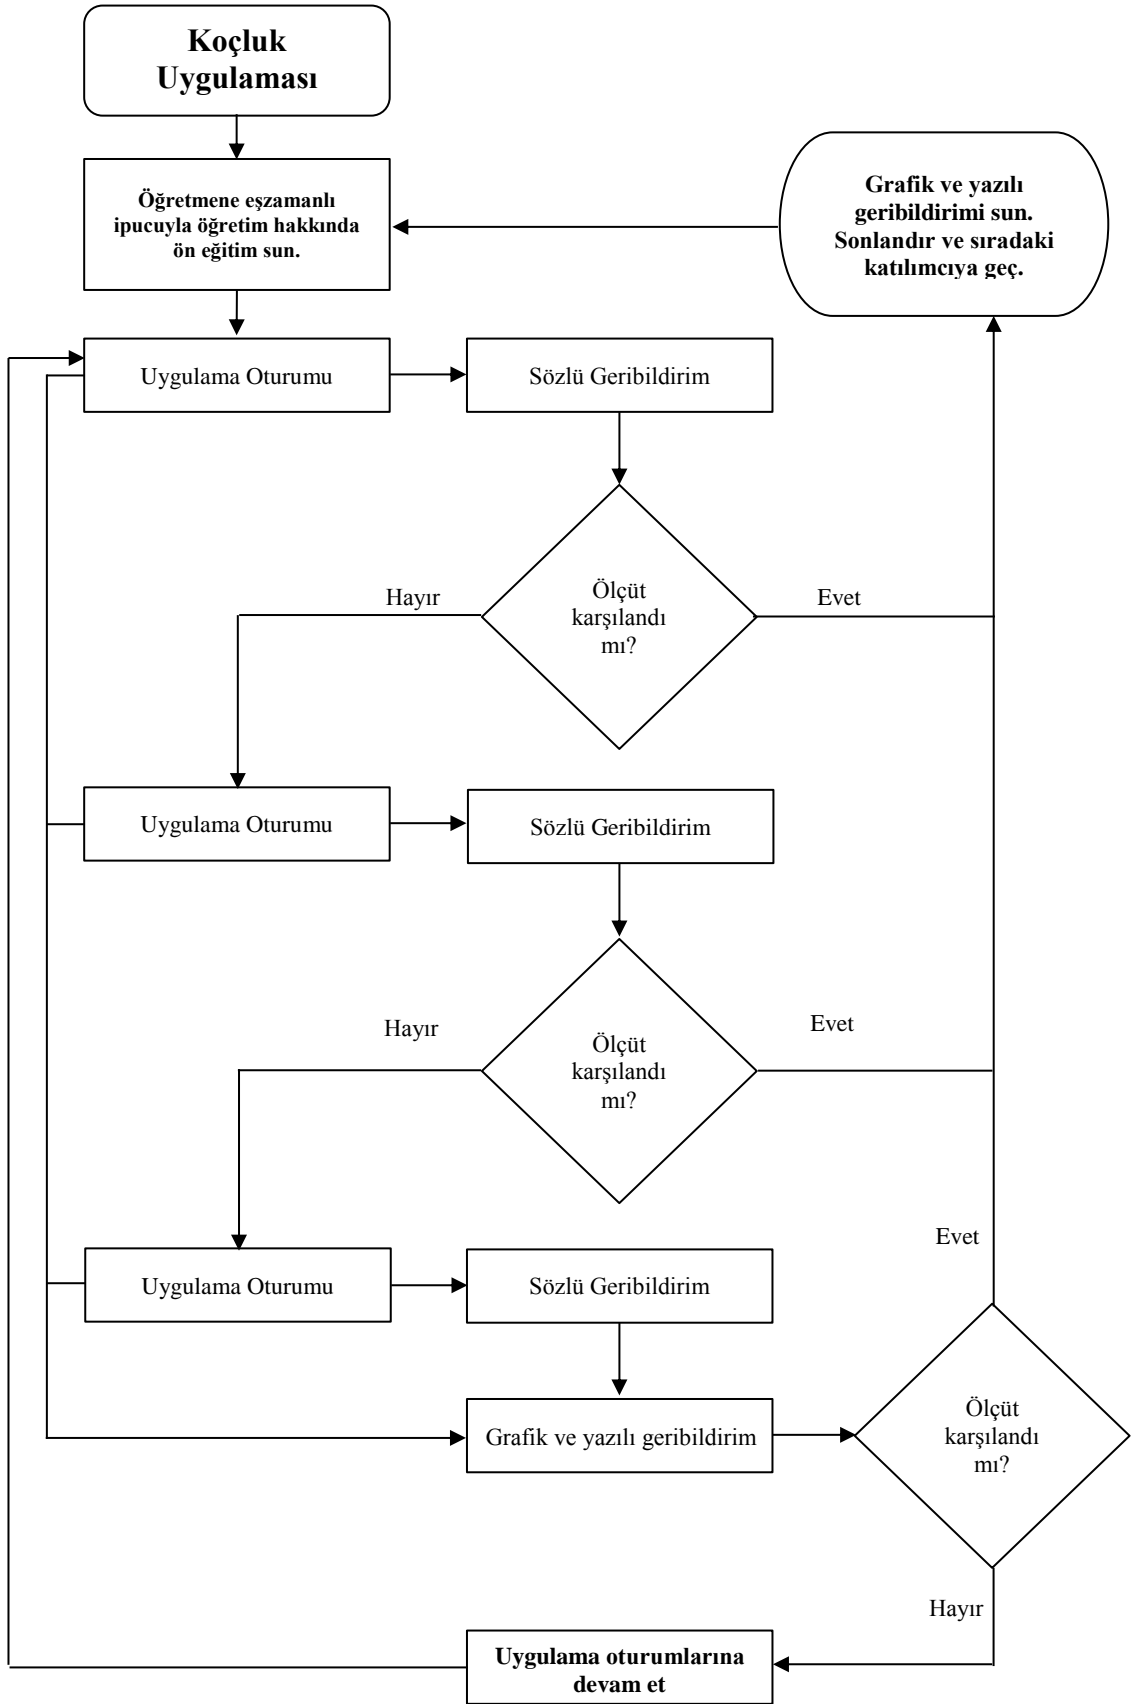 Koçluk
Uygulaması
Öğretmene eşzamanlı
ipucuyla öğretim hakkında
ön eğitim sun.
Grafik ve yazılı
geribildirimi sun.
Sonlandır ve sıradaki
katılımcıya geç.
Uygulama Oturumu
Sözlü Geribildirim
Ölçüt
karşılandı
mı?
Hayır
Evet
Uygulama Oturumu
Sözlü Geribildirim
Ölçüt
karşılandı
mı?
Hayır
Evet
Uygulama Oturumu
Sözlü Geribildirim
Evet
Grafik ve yazılı geribildirim
Ölçüt
karşılandı
mı?
Hayır
Uygulama oturumlarına
devam et